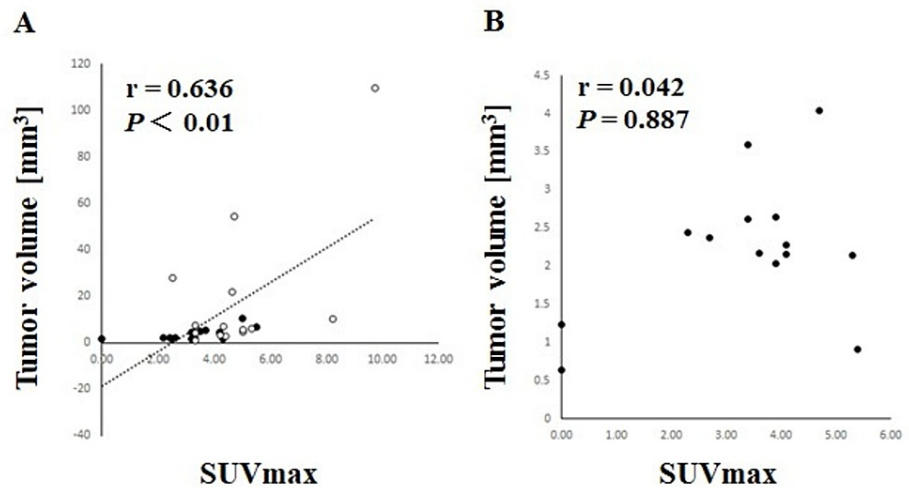 A
r = 0.636
P < 0.01
Tumor volume [mm³]
120
100
80
60
40
20
0
-20
-40
0.00 2.00 4.00 6.00 8.00 10.00 12.00
SUVmax
B
r = 0.042
P = 0.887
Tumor volume [mm³]
4.5
4
3.5
3
2.5
2
1.5
1
0.5
0
0.00 1.00 2.00 3.00 4.00 5.00 6.00
SUVmax